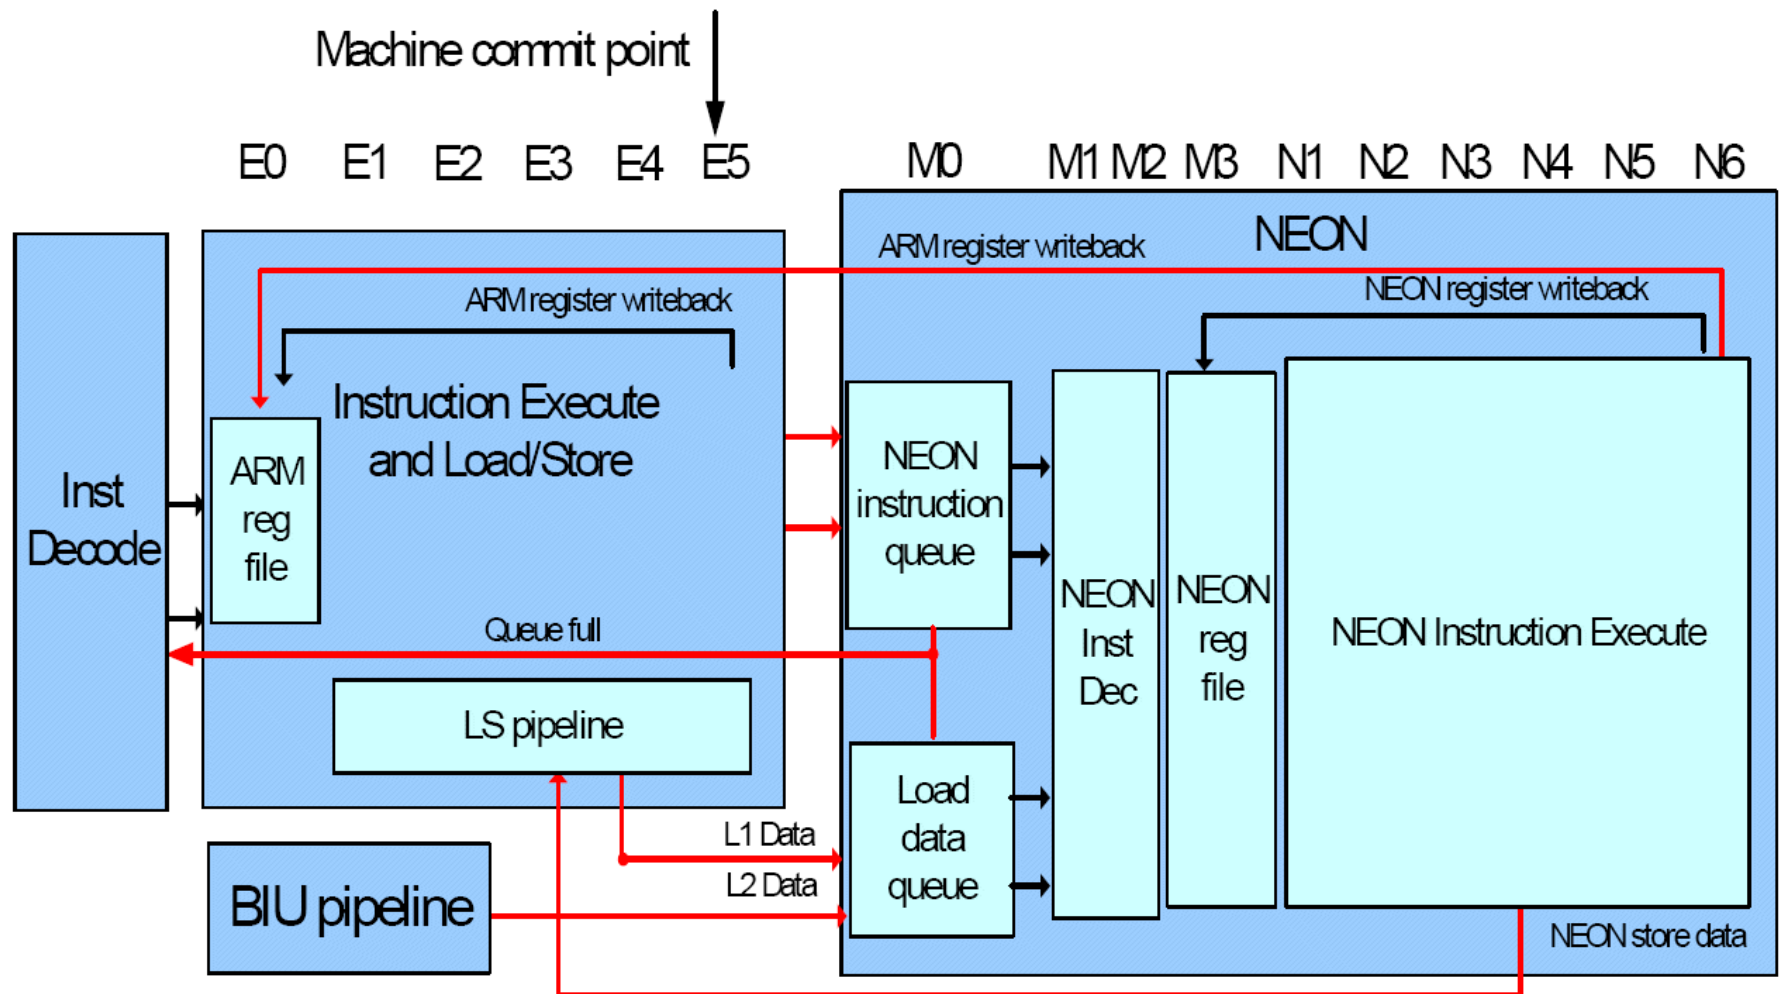 Machine commit point
E0 E1 E2 E3 E4 E5 M0 M1 M2 M3 N1 N2 N3 N4 N5 N6
NEON
ARM register writeback
NEON register writeback
ARM register writeback
Inst
Decode
ARM
reg
file
Instruction Execute
and Load/Store
Queue full
LS pipeline
NEON
instruction
queue
NEON
Inst
Dec
NEON
reg
file
NEON Instruction Execute
Load
data
queue
L1 Data
L2 Data
BIU pipeline
NEON store data